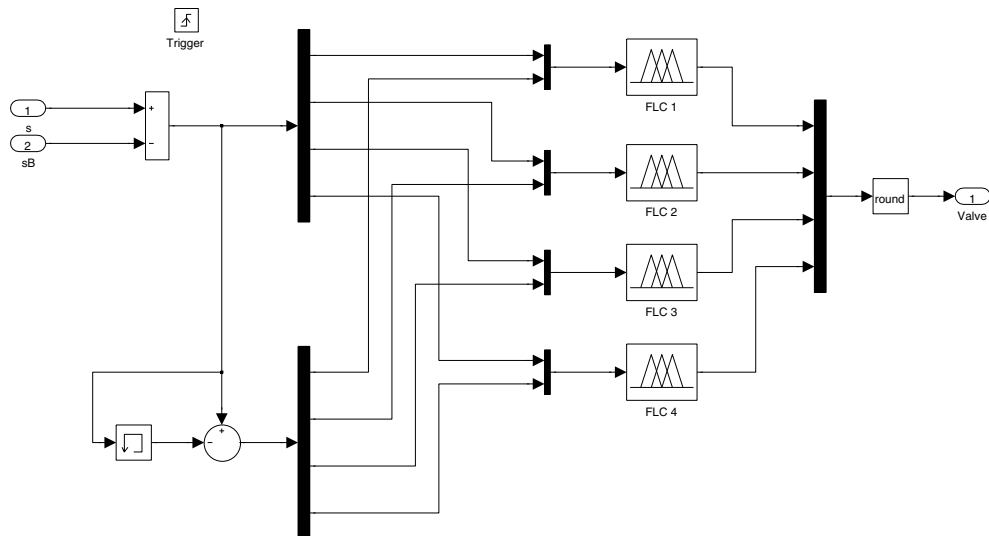 Trigger
1
s
2
sB
+
−
+
−
FLC 1
FLC 2
FLC 3
FLC 4
round
1
Valve